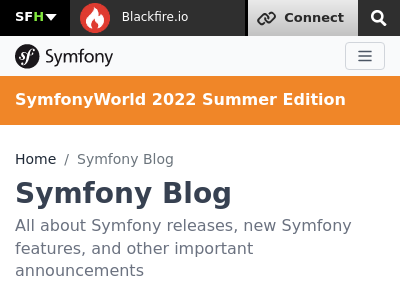 SFH Blackfire.io Connect
Symfony
SymfonyWorld 2022 Summer Edition
Home / Symfony Blog
Symfony Blog
All about Symfony releases, new Symfony
features, and other important
announcements